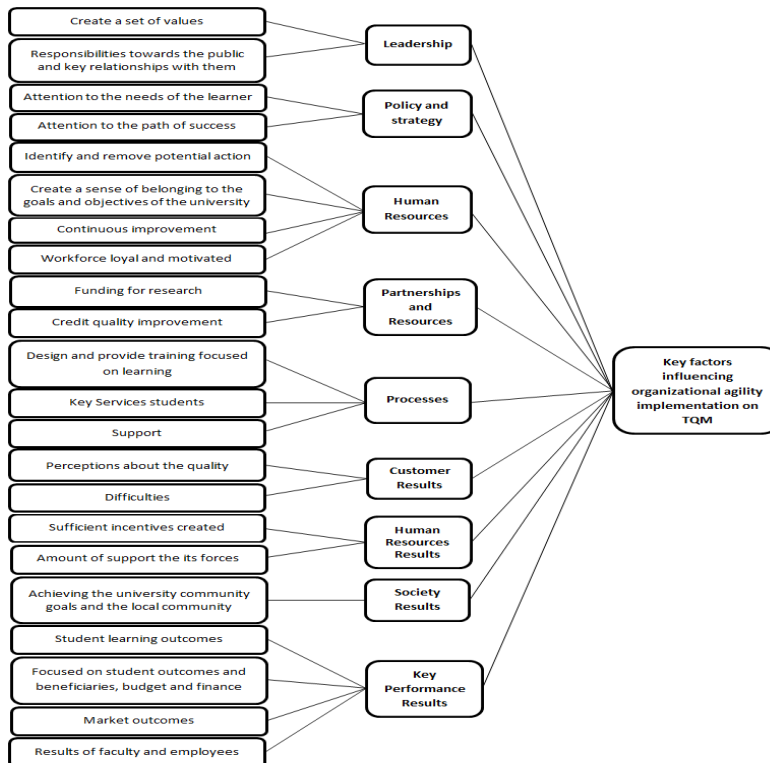 Create a set of values
Responsibilities towards the public
and key relationships with them
Attention to the needs of the learner
Attention to the path of success
Identify and remove potential action
Create a sense of belonging to the
goals and objectives of the university
Continuous improvement
Workforce loyal and motivated
Funding for research
Credit quality improvement
Design and provide training focused
on learning
Key Services students
Support
Perceptions about the quality
Difficulties
Sufficient incentives created
Amount of support the its forces
Achieving the university community
goals and the local community
Student learning outcomes
Focused on student outcomes and
beneficiaries, budget and finance
Market outcomes
Results of faculty and employees
Leadership
Policy and
strategy
Human
Resources
Partnerships
and
Resources
Processes
Customer
Results
Human
Resources
Results
Society
Results
Key
Performance
Results
Key factors
influencing
organizational agility
implementation on
TQM